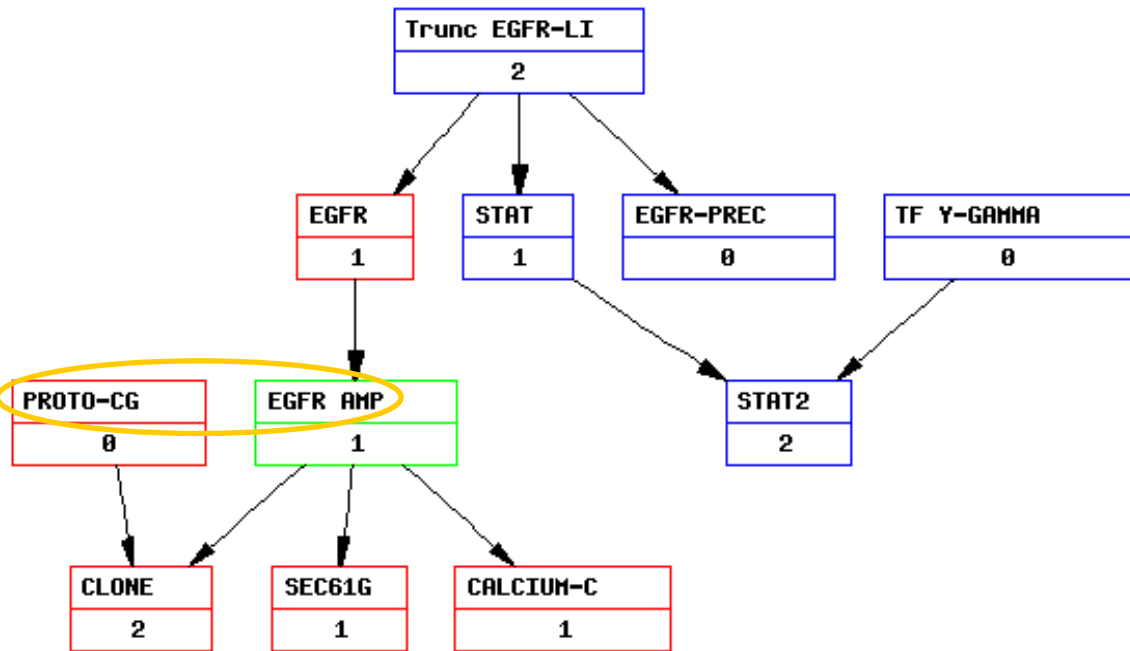 Trunc EGFR-LI
2
EGFR
1
STAT
1
EGFR-PREC
0
TF Y-GAMMA
0
PROTO-CG
0
EGFR AMP
1
STAT2
2
CLONE
2
SEC61G
1
CALCIUM-C
1